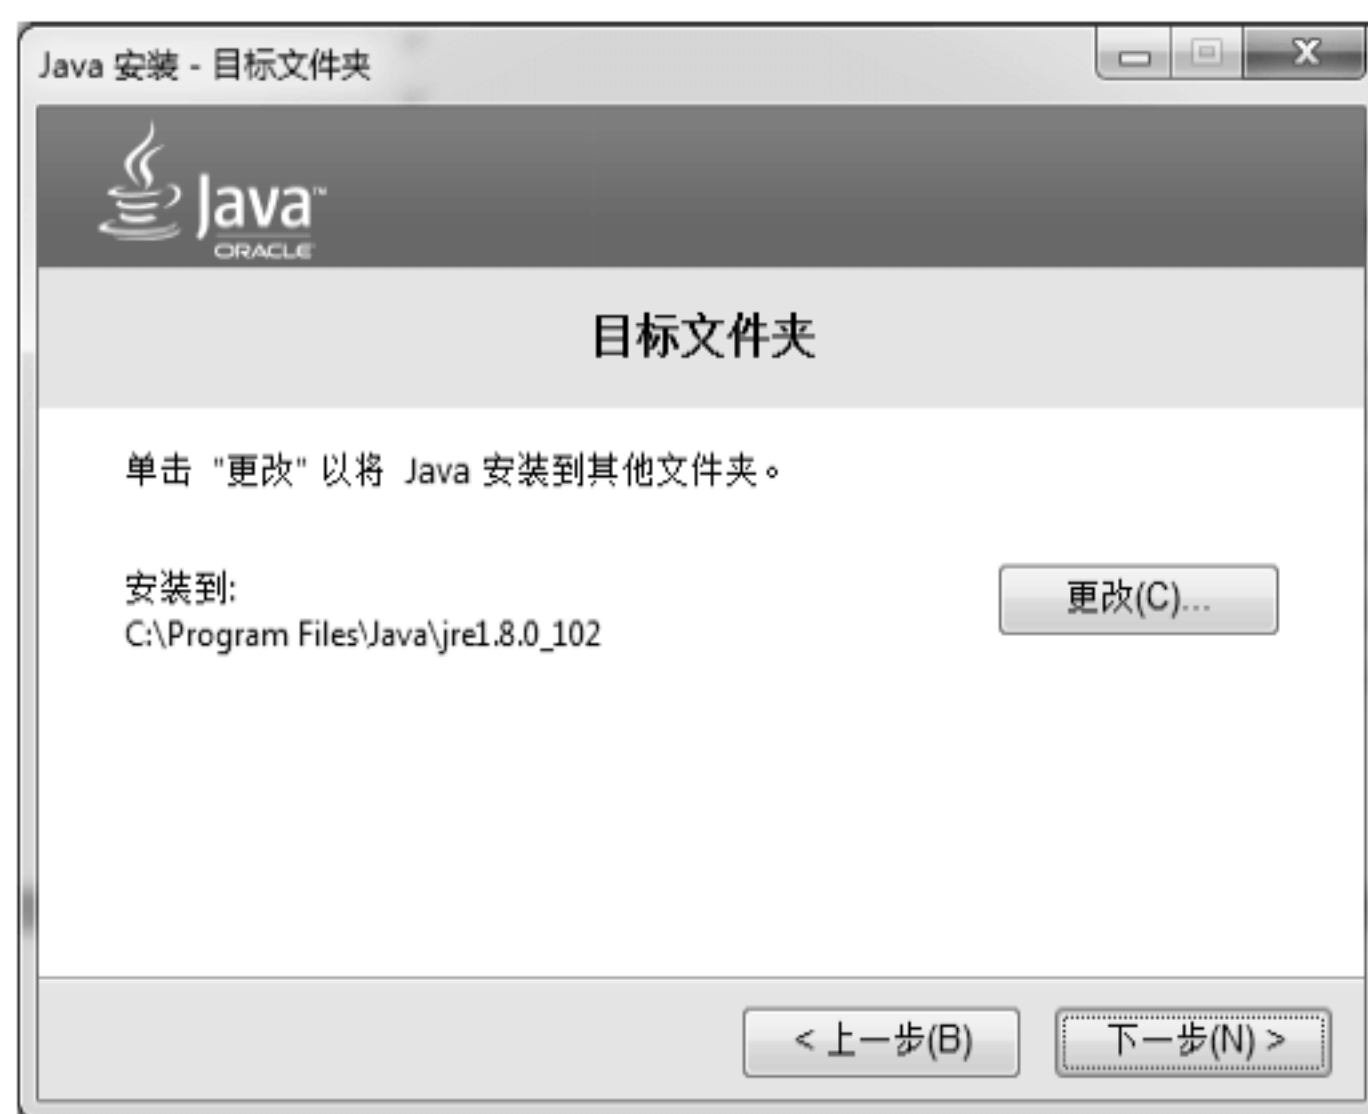 Java 安装 - 目标文件夹
Java™
ORACLE
目标文件夹
单击 "更改" 以将 Java 安装到其他文件夹。
安装到:
更改(C)...
C:\Program Files\Java\jre1.8.0_102
< 上一步(B)
下一步(N) >